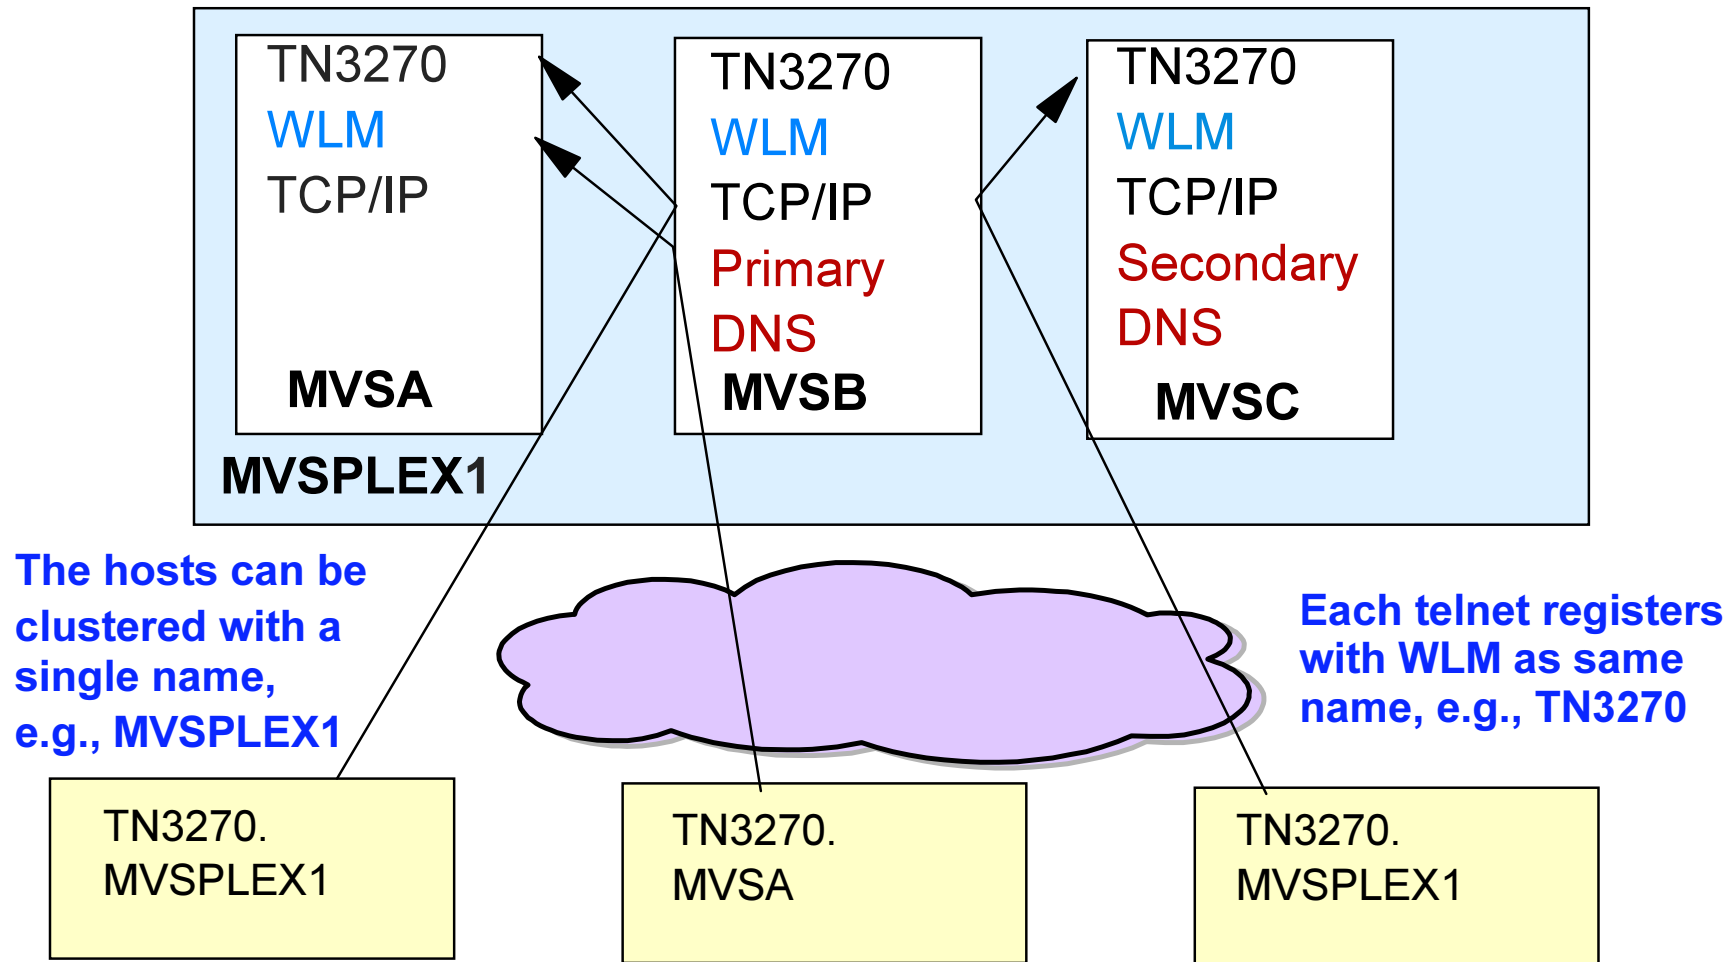 TN3270
WLM
TCP/IP
MVSA
TN3270
WLM
TCP/IP
Primary
DNS
MVSB
TN3270
WLM
TCP/IP
Secondary
DNS
MVSC
MVSPLEX1
The hosts can be
clustered with a
single name,
e.g., MVSPLEX1
Each telnet registers
with WLM as same
name, e.g., TN3270
TN3270.
MVSPLEX1
TN3270.
MVSA
TN3270.
MVSPLEX1